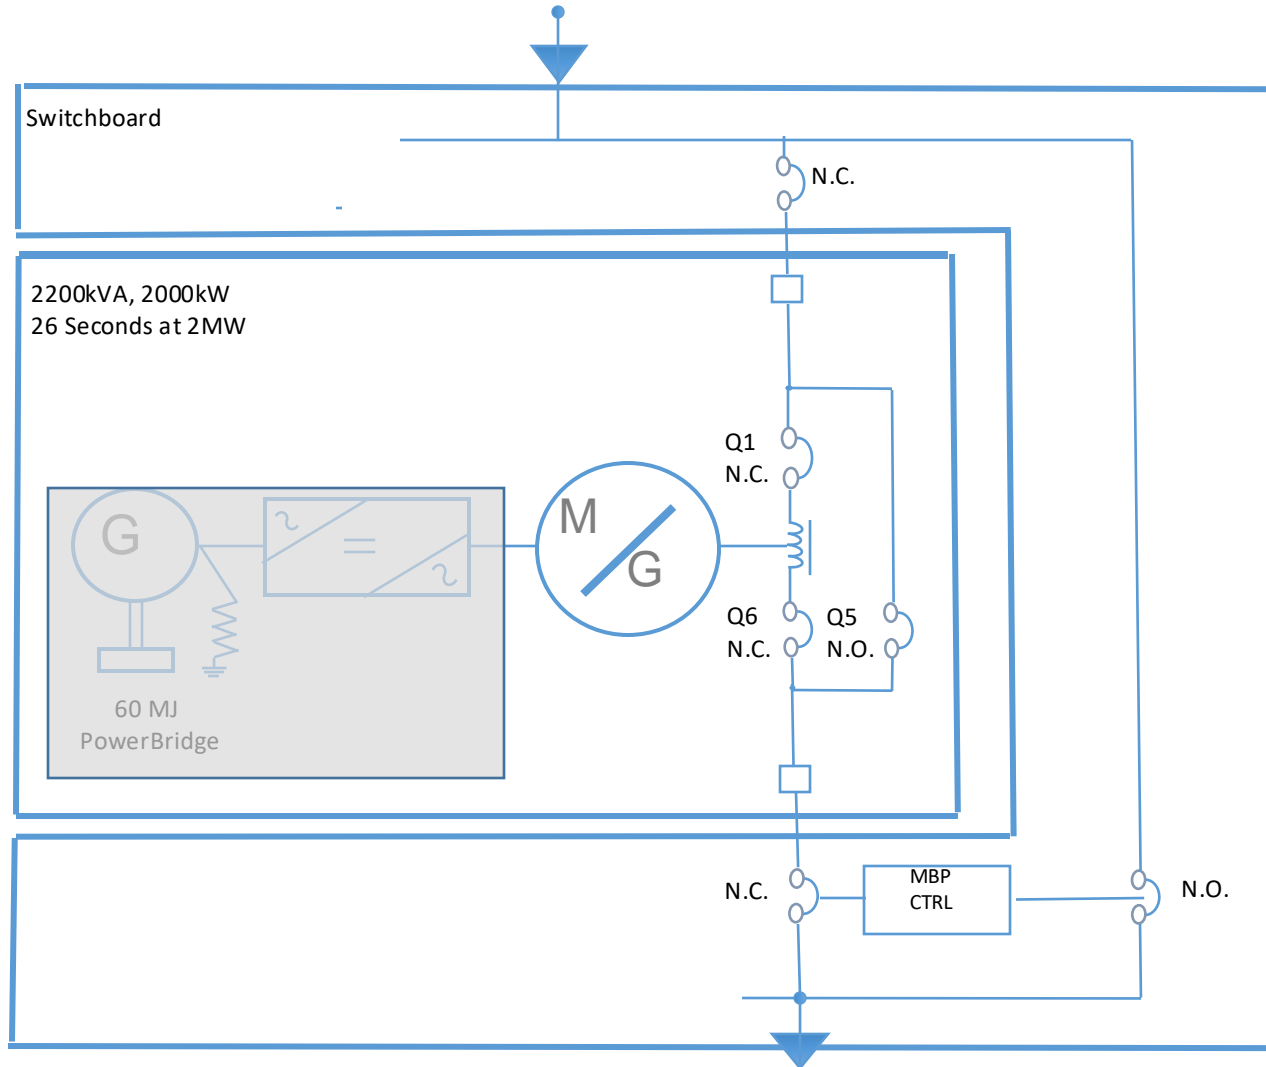 Switchboard
N.C.
2200kVA, 2000kW
26 Seconds at 2MW
Q1
N.C.
M
G
G
Q6
N.C.
Q5
N.O.
60 MJ
PowerBridge
MBP
CTRL
N.C.
N.O.